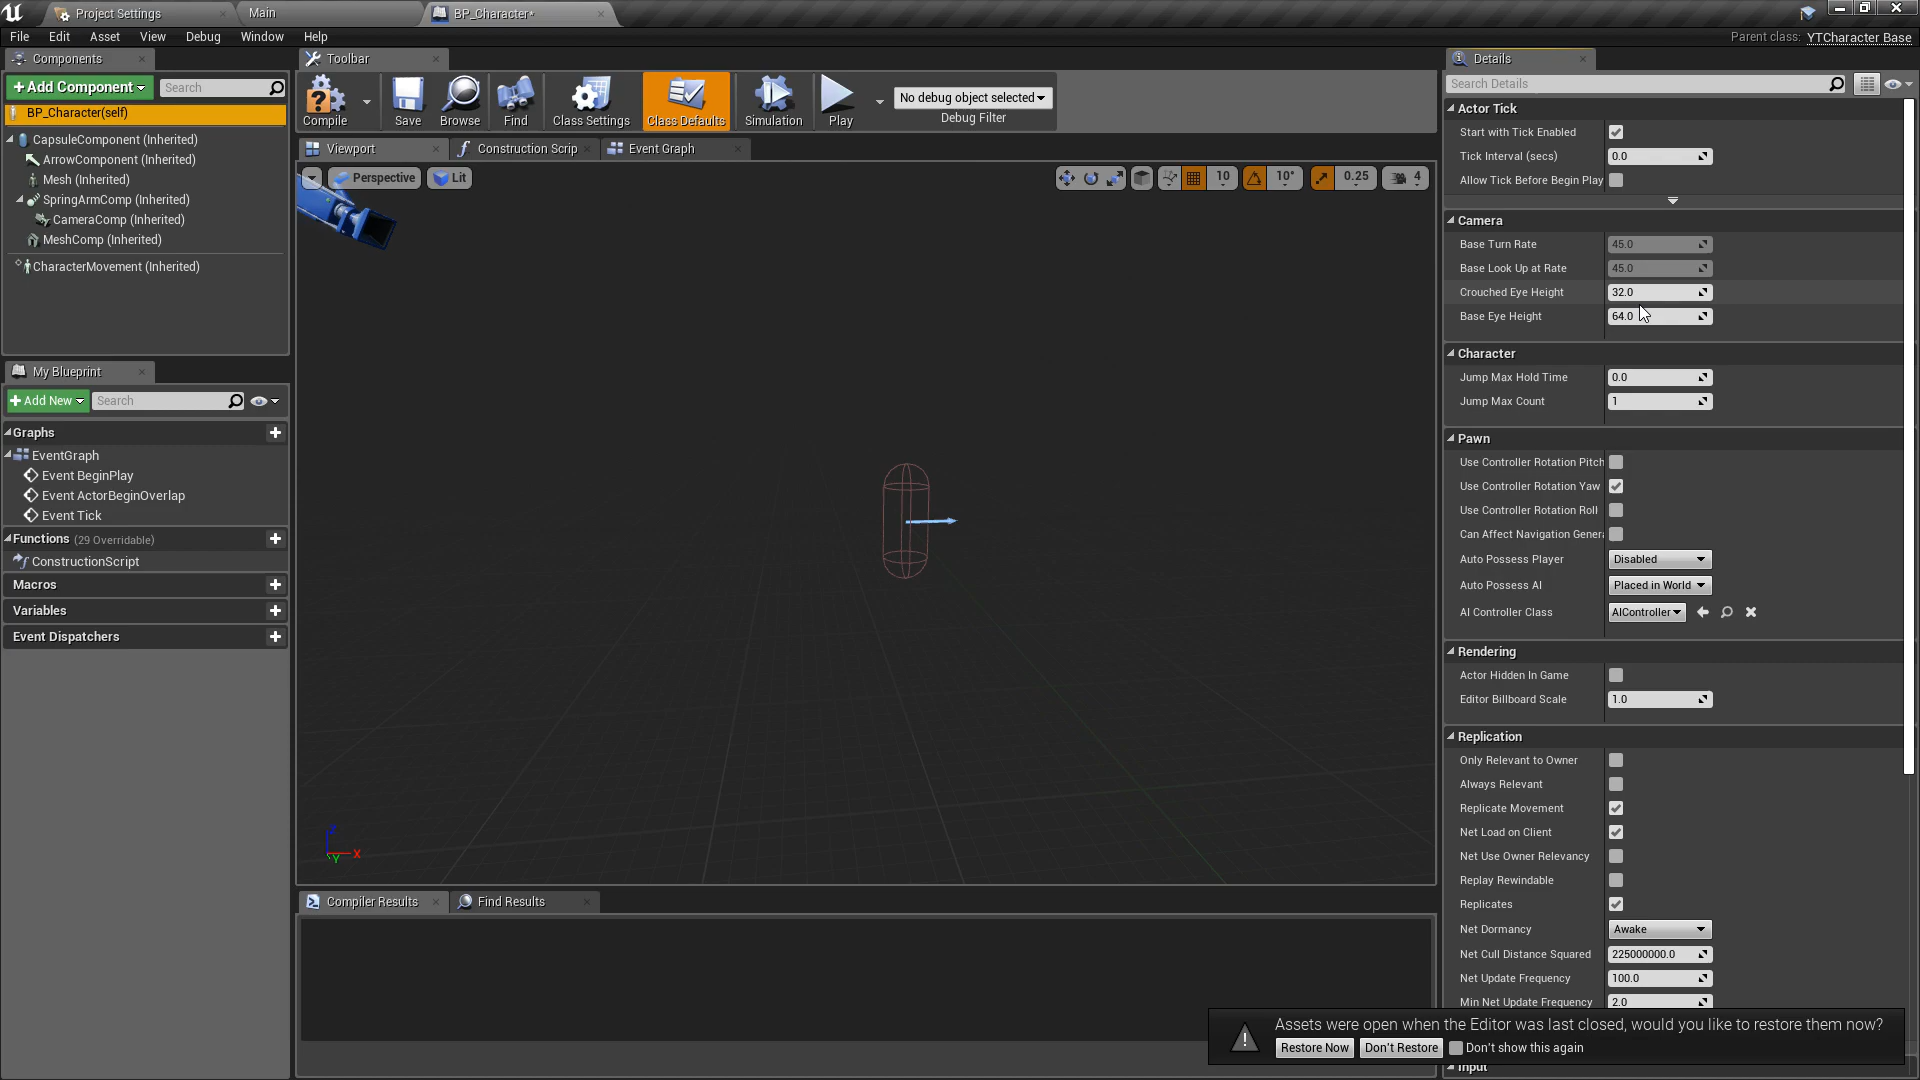 Project Settings
Main
BP_Character*
File Edit Asset View Debug Window Help
Parent class: YTCharacter Base
Components
+ Add Component
Search
BP_Character(self)
CapsuleComponent (Inherited)
ArrowComponent (Inherited)
Mesh (Inherited)
SpringArmComp (Inherited)
CameraComp (Inherited)
MeshComp (Inherited)
CharacterMovement (Inherited)
My Blueprint
+ Add New
Search
Graphs
EventGraph
Event BeginPlay
Event ActorBeginOverlap
Event Tick
Functions (29 Overridable)
ConstructionScript
Macros
Variables
Event Dispatchers
Toolbar
Compile
Save
Browse
Find
Class Settings
Class Defaults
Simulation
Play
No debug object selected
Debug Filter
Viewport
Construction Scrip
Event Graph
Perspective
Lit
10
10°
0.25
4
Z
X
Y
Compiler Results
Find Results
Details
Search Details
Actor Tick
Start with Tick Enabled
Tick Interval (secs) 0.0
Allow Tick Before Begin Play
Camera
Base Turn Rate 45.0
Base Look Up at Rate 45.0
Crouched Eye Height 32.0
Base Eye Height 64.0
Character
Jump Max Hold Time 0.0
Jump Max Count 1
Pawn
Use Controller Rotation Pitch
Use Controller Rotation Yaw
Use Controller Rotation Roll
Can Affect Navigation Genera
Auto Possess Player Disabled
Auto Possess AI Placed in World
AI Controller Class AIController
Rendering
Actor Hidden In Game
Editor Billboard Scale 1.0
Replication
Only Relevant to Owner
Always Relevant
Replicate Movement
Net Load on Client
Net Use Owner Relevancy
Replay Rewindable
Replicates
Net Dormancy Awake
Net Cull Distance Squared 225000000.0
Net Update Frequency 100.0
Min Net Update Frequency 2.0
Assets were open when the Editor was last closed, would you like to restore them now?
Restore Now Don't Restore Don't show this again
Input